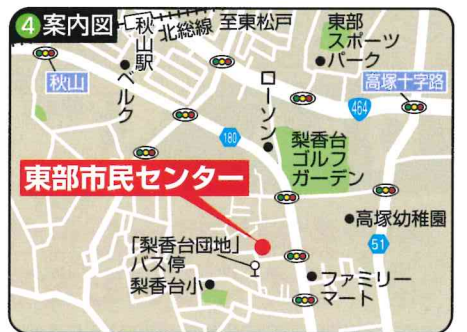 4 案内図
秋山駅
北総線
至東松戸
東部
スポーツ
パーク
秋山
ベルク
ローソン
高塚十字路
464
180
梨香台
ゴルフ
ガーデン
東部市民センター
高塚幼稚園
51
「梨香台団地」
バス停
梨香台小
ファミリー
マート